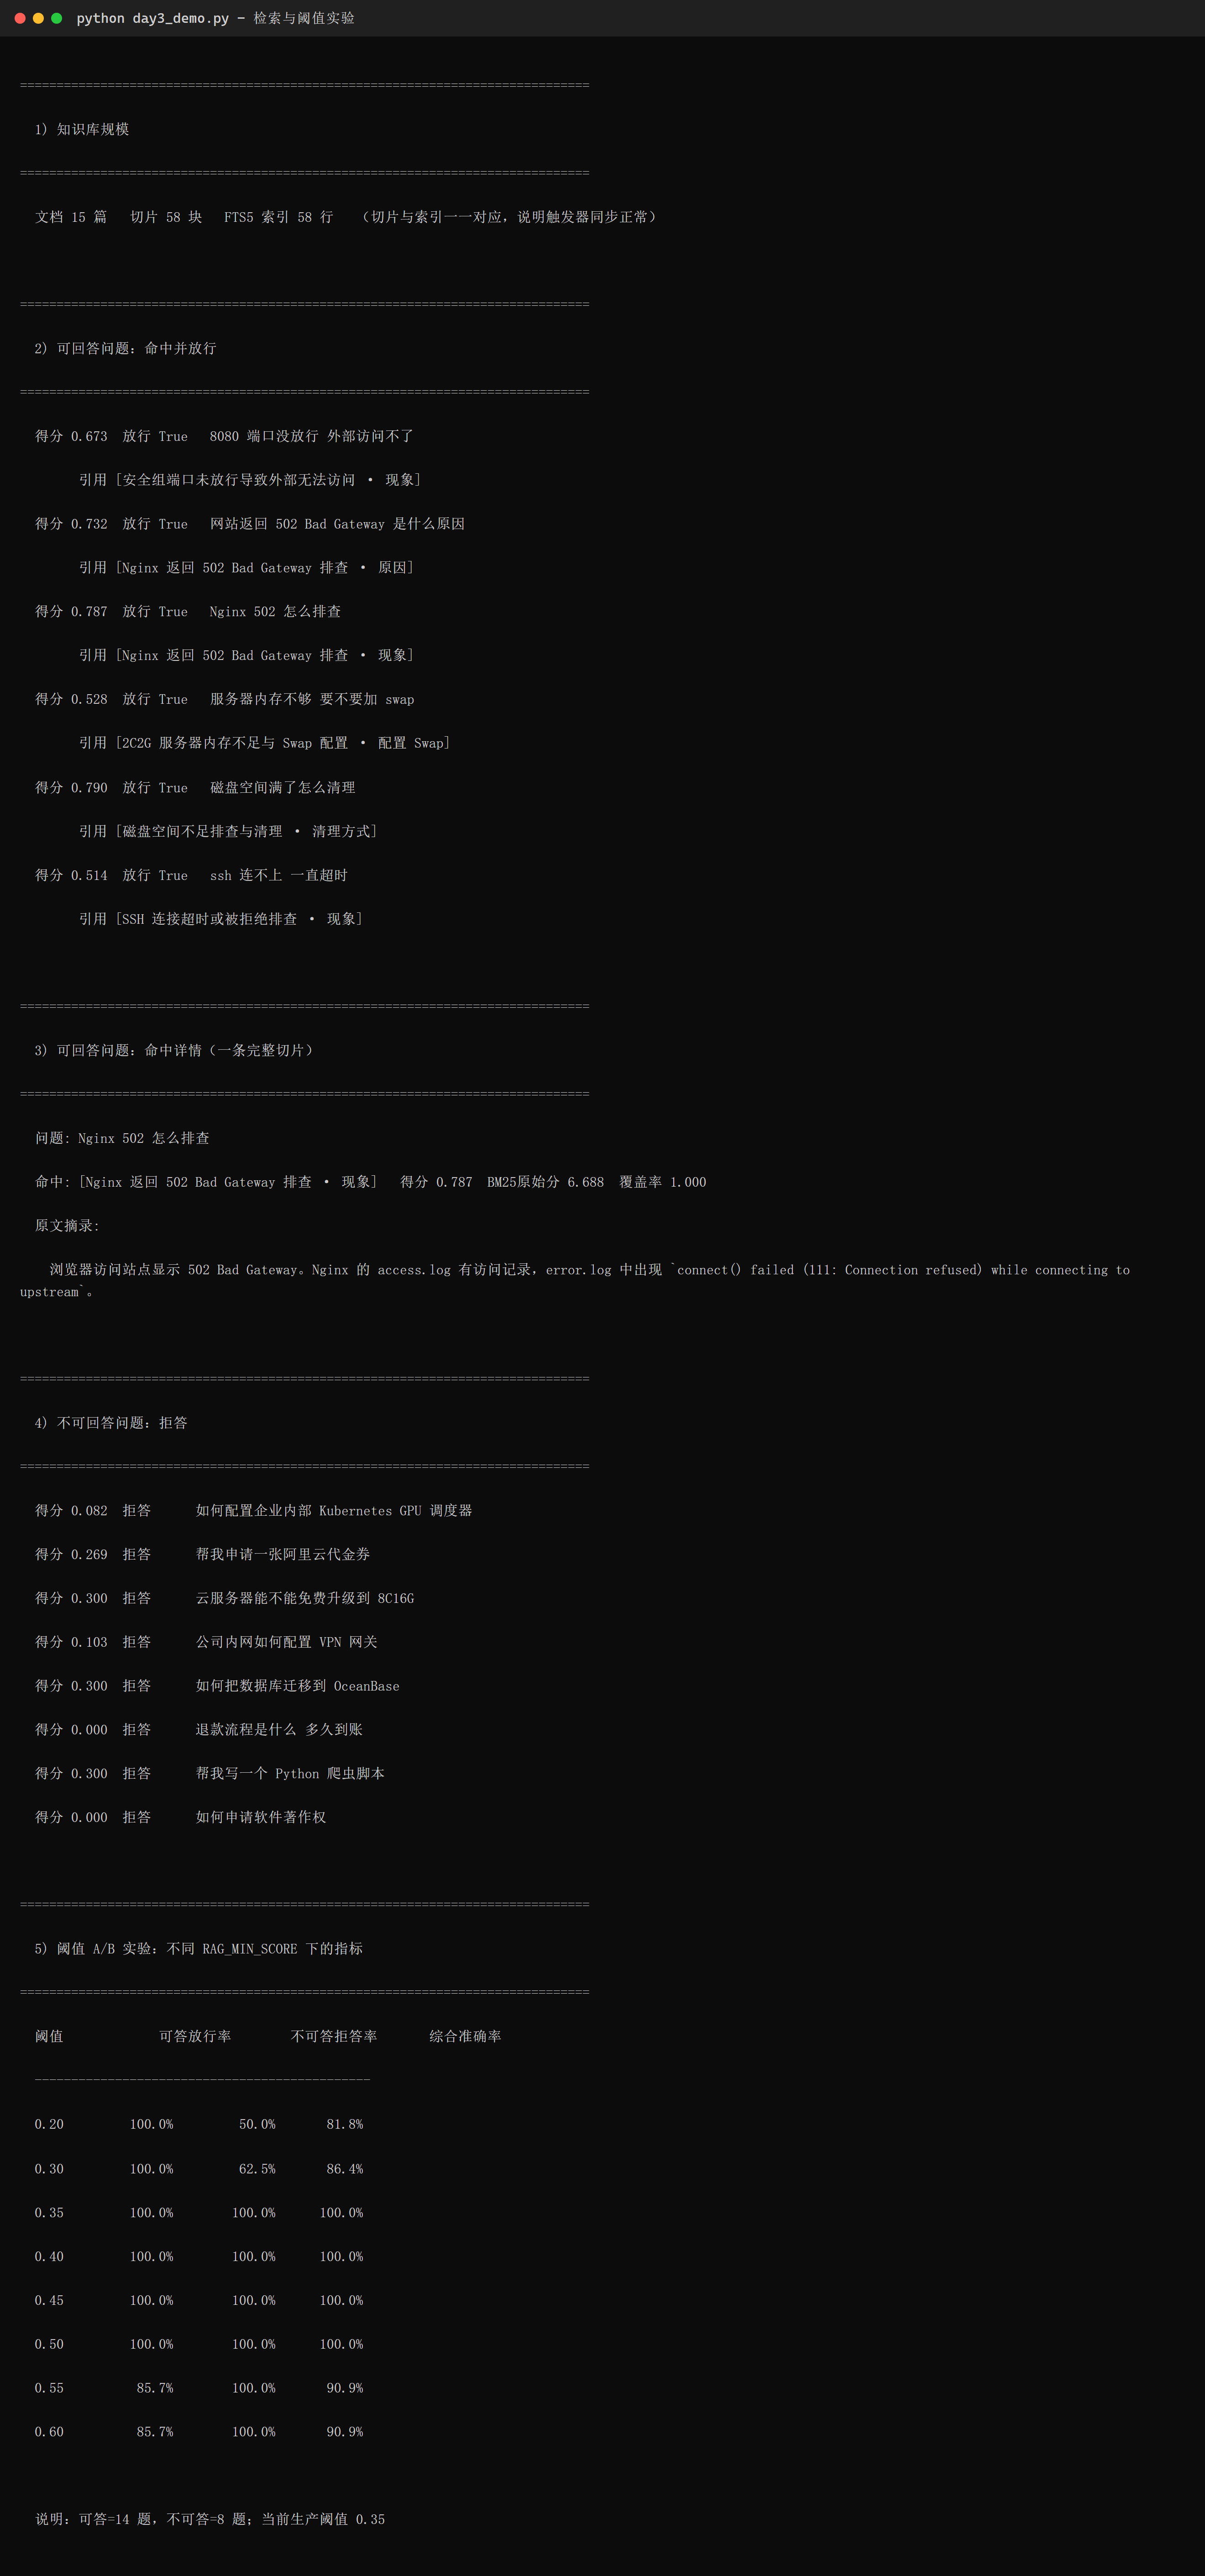 python day3_demo.py - 检索与阈值实验
==============================================================================
1) 知识库规模
==============================================================================
文档 15 篇   切片 58 块   FTS5 索引 58 行   (切片与索引一一对应，说明触发器同步正常)
==============================================================================
2) 可回答问题：命中并放行
==============================================================================
得分 0.673  放行 True   8080 端口没放行 外部访问不了
引用 [安全组端口未放行导致外部无法访问 · 现象]
得分 0.732  放行 True   网站返回 502 Bad Gateway 是什么原因
引用 [Nginx 返回 502 Bad Gateway 排查 · 原因]
得分 0.787  放行 True   Nginx 502 怎么排查
引用 [Nginx 返回 502 Bad Gateway 排查 · 现象]
得分 0.528  放行 True   服务器内存不够 要不要加 swap
引用 [2C2G 服务器内存不足与 Swap 配置 · 配置 Swap]
得分 0.790  放行 True   磁盘空间满了怎么清理
引用 [磁盘空间不足排查与清理 · 清理方式]
得分 0.514  放行 True   ssh 连不上 一直超时
引用 [SSH 连接超时或被拒绝排查 · 现象]
==============================================================================
3) 可回答问题：命中详情（一条完整切片）
==============================================================================
问题: Nginx 502 怎么排查
命中: [Nginx 返回 502 Bad Gateway 排查 · 现象]   得分 0.787  BM25原始分 6.688  覆盖率 1.000
原文摘录:
浏览器访问站点显示 502 Bad Gateway。Nginx 的 access.log 有访问记录，error.log 中出现 `connect() failed (111: Connection refused) while connecting to
upstream`。
==============================================================================
4) 不可回答问题：拒答
==============================================================================
得分 0.082  拒答      如何配置企业内部 Kubernetes GPU 调度器
得分 0.269  拒答      帮我申请一张阿里云代金券
得分 0.300  拒答      云服务器能不能免费升级到 8C16G
得分 0.103  拒答      公司内网如何配置 VPN 网关
得分 0.300  拒答      如何把数据库迁移到 OceanBase
得分 0.000  拒答      退款流程是什么 多久到账
得分 0.300  拒答      帮我写一个 Python 爬虫脚本
得分 0.000  拒答      如何申请软件著作权
==============================================================================
5) 阈值 A/B 实验：不同 RAG_MIN_SCORE 下的指标
==============================================================================
阈值             可答放行率        不可答拒答率       综合准确率
----------------------------------------------
0.20         100.0%         50.0%       81.8%
0.30         100.0%         62.5%       86.4%
0.35         100.0%        100.0%      100.0%
0.40         100.0%        100.0%      100.0%
0.45         100.0%        100.0%      100.0%
0.50         100.0%        100.0%      100.0%
0.55          85.7%        100.0%       90.9%
0.60          85.7%        100.0%       90.9%
说明：可答=14 题，不可答=8 题；当前生产阈值 0.35